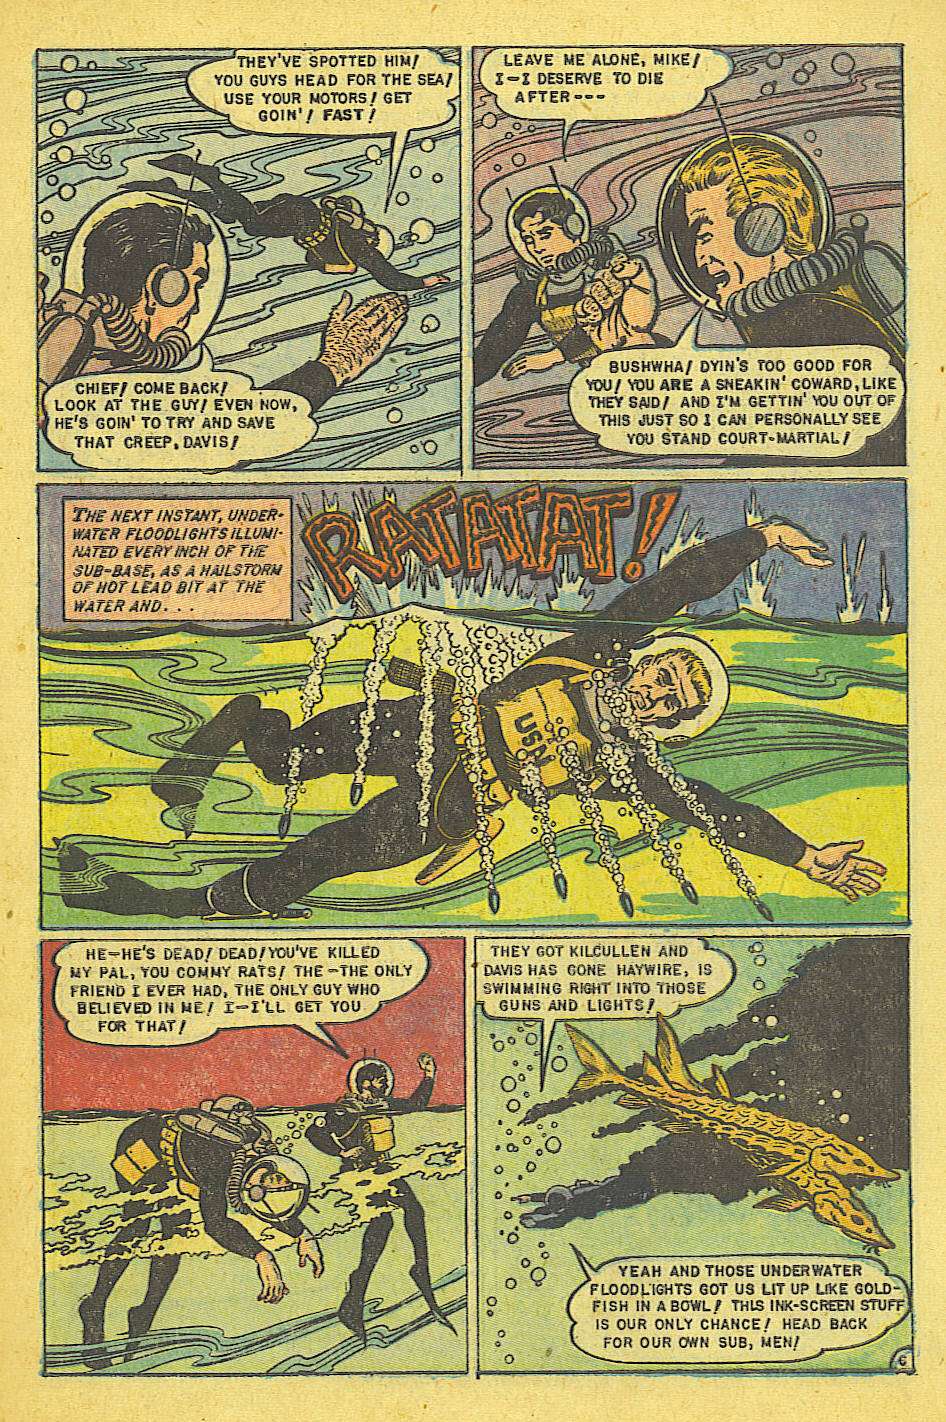 THEY'VE SPOTTED HIM!
YOU GUYS HEAD FOR THE SEA!
USE YOUR MOTORS! GET
GOIN'! FAST!
CHIEF! COME BACK!
LOOK AT THE GUY! EVEN NOW,
HE'S GOIN' TO TRY AND SAVE
THAT CREEP, DAVIS!
LEAVE ME ALONE, MIKE!
I-I DESERVE TO DIE
AFTER---
BUSHWHA! DYIN'S TOO GOOD FOR
YOU! YOU ARE A SNEAKIN' COWARD, LIKE
THEY SAID! AND I'M GETTIN' YOU OUT OF
THIS JUST SO I CAN PERSONALLY SEE
YOU STAND COURT-MARTIAL!
THE NEXT INSTANT, UNDER-
WATER FLOODLIGHTS ILLUMI-
NATED EVERY INCH OF THE
SUB-BASE, AS A HAILSTORM
OF HOT LEAD BIT AT THE
WATER AND...
RATATAT!
USN
HE-HE'S DEAD! DEAD! YOU'VE KILLED
MY PAL, YOU COMMY RATS! THE-THE ONLY
FRIEND I EVER HAD, THE ONLY GUY WHO
BELIEVED IN ME! I-I'LL GET YOU
FOR THAT!
THEY GOT KILCULLEN AND
DAVIS HAS GONE HAYWIRE, IS
SWIMMING RIGHT INTO THOSE
GUNS AND LIGHTS!
YEAH AND THOSE UNDERWATER
FLOODLIGHTS GOT US LIT UP LIKE GOLD-
FISH IN A BOWL! THIS INK-SCREEN STUFF
IS OUR ONLY CHANCE! HEAD BACK
FOR OUR OWN SUB, MEN!
6